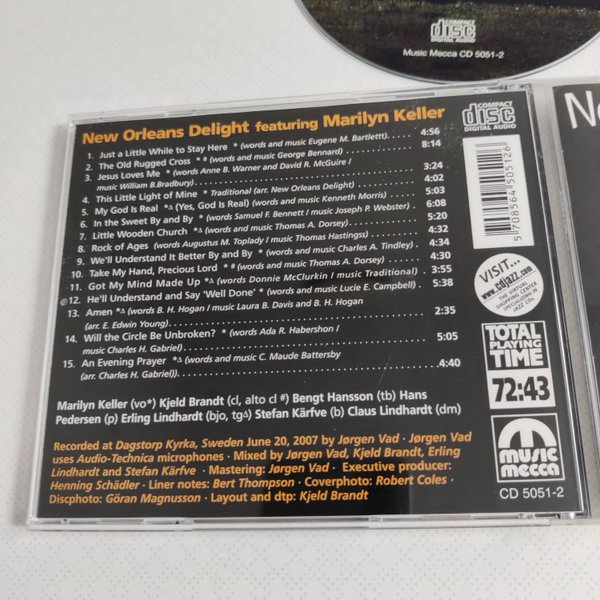 COMPACT
disc
DIGITAL AUDIO
Music Mecca CD 5051-2
Ne
New Orleans Delight featuring Marilyn Keller
1. Just a Little While to Stay Here * (words and music Eugene M. Bartlettt)..... 4:56
2. The Old Rugged Cross * # (words and music George Bennard)........ 8:14
3. Jesus Loves Me * (words Anne B. Warner and David R. McGuire /
music William B.Bradbury)........ 3:24
4. This Little Light of Mine * Traditional (arr. New Orleans Delight)....... 4:02
5. My God Is Real *∆ (Yes, God Is Real) (words and music Kenneth Morris).... 5:03
6. In the Sweet By and By * (words Samuel F. Bennett / music Joseph P. Webster) 6:08
7. Little Wooden Church *∆ (words and music Thomas A. Dorsey)..... 5:20
8. Rock of Ages (words Augustus M. Toplady / music Thomas Hastings)... 4:32
9. We'll Understand It Better By and By * (words and music Charles A. Tindley) 4:34
10. Take My Hand, Precious Lord * # (words and music Thomas A. Dorsey)... 4:30
11. Got My Mind Made Up *∆ (words Donnie McClurkin / music Traditional) 3:55
12. He'll Understand and Say 'Well Done' * (words and music Lucie E. Campbell). 5:38
13. Amen *∆ (words B. H. Hogan / music Laura B. Davis and B. H. Hogan
(arr. E. Edwin Young)...... 2:35
14. Will the Circle Be Unbroken? * (words Ada R. Habershon /
music Charles H. Gabriel)...... 5:05
15. An Evening Prayer *∆ (words and music C. Maude Battersby
(arr. Charles H. Gabriel)....... 4:40
Marilyn Keller (vo*) Kjeld Brandt (cl, alto cl #) Bengt Hansson (tb) Hans
Pedersen (p) Erling Lindhardt (bjo, tg∆) Stefan Kärfve (b) Claus Lindhardt (dm)
Recorded at Dagstorp Kyrka, Sweden June 20, 2007 by Jørgen Vad · Jørgen Vad
uses Audio-Technica microphones · Mixed by Jørgen Vad, Kjeld Brandt, Erling
Lindhardt and Stefan Kärfve · Mastering: Jørgen Vad · Executive producer:
Henning Schädler · Liner notes: Bert Thompson · Coverphoto: Robert Coles ·
Discphoto: Göran Magnusson · Layout and dtp: Kjeld Brandt
COMPACT
disc
DIGITAL AUDIO
5 708564 505126
VISIT...
www.cdjazz.com
THE VIRTUAL
SHOPPING CENTER
SPECIALIZED IN
JAZZ CDs
TOTAL
PLAYING
TIME
72:43
music
mecca
CD 5051-2